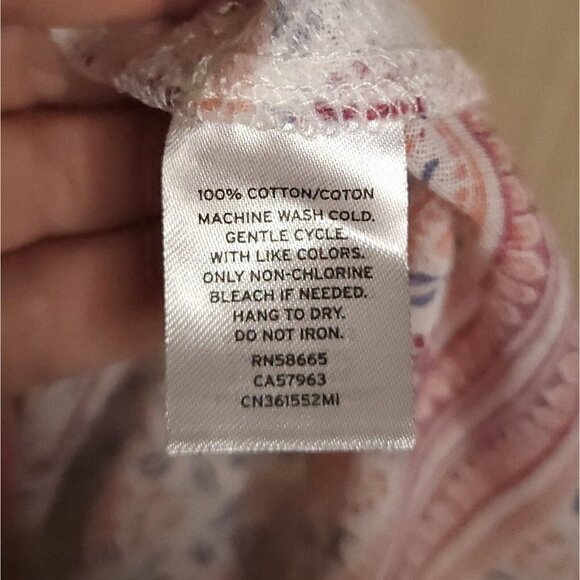 100% COTTON/COTON
MACHINE WASH COLD.
GENTLE CYCLE.
WITH LIKE COLORS.
ONLY NON-CHLORINE
BLEACH IF NEEDED.
HANG TO DRY.
DO NOT IRON.
RN58665
CA57963
CN361552MI